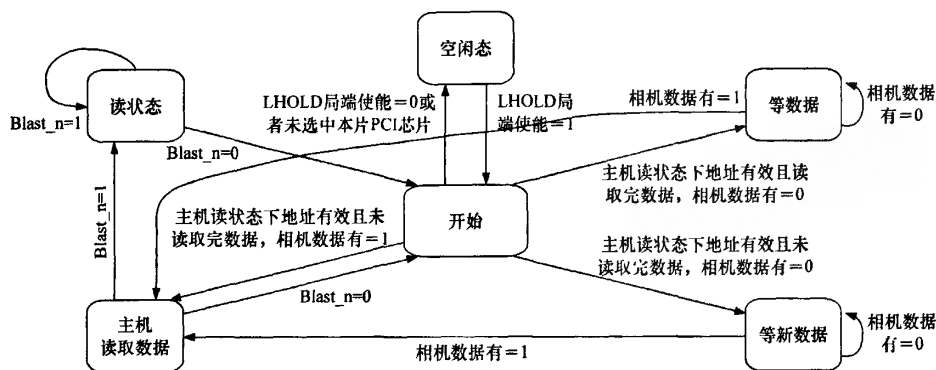 空闲态
读状态
Blast_n=1
LHOLD局端使能=0或
者未选中本片PCI芯片
LHOLD局
端使能=1
相机数据有=1
等数据
相机数据
有=0
Blast_n=0
Blast_n=1
主机读状态下地址有效且读
取完数据，相机数据有=0
主机读状态下地址有效且未
读取完数据，相机数据有=1
开始
主机读状态下地址有效且未
读取完数据，相机数据有=0
Blast_n=0
主机
读取数据
相机数据有=1
等新数据
相机数据
有=0